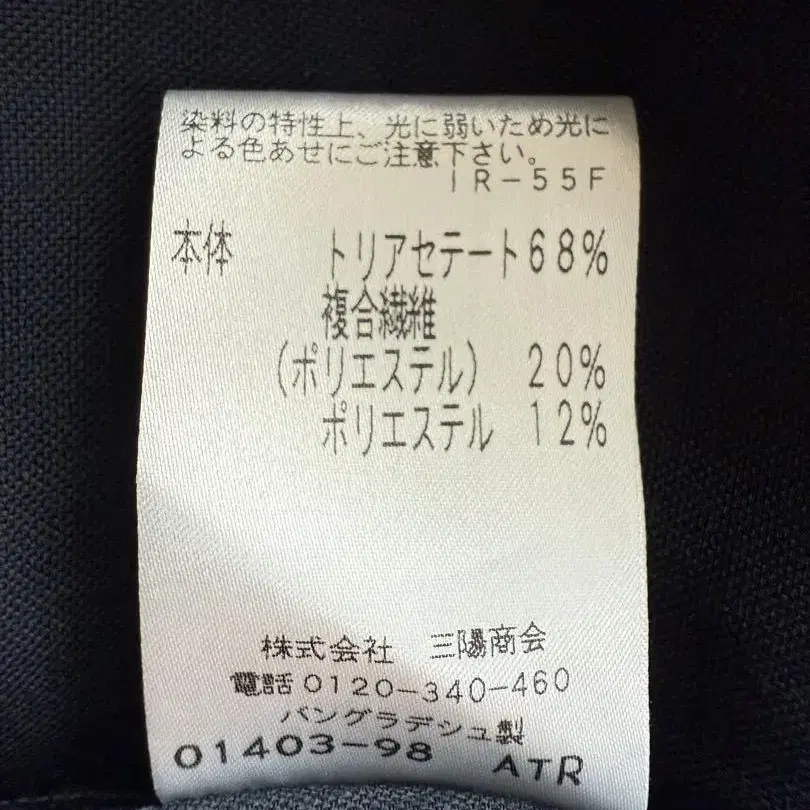 染料の特性上、光に弱いため光に
よる色あせにご注意下さい。
IR-55F
本体 トリアセテート68%
複合繊維
(ポリエステル) 20%
ポリエステル 12%
株式会社 三陽商会
電話0120-340-460
バングラデシュ製
01403-98 ATR